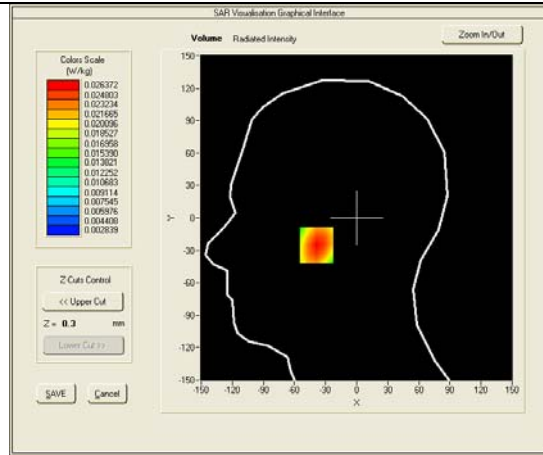 SAR Visualisation Graphical Interface
Volume Radiated Intensity
Zoom In/Out
Colors Scale
(W/kg)
0.026372
0.024803
0.023234
0.021665
0.020096
0.018527
0.016958
0.015390
0.013821
0.012252
0.010683
0.009114
0.007545
0.005976
0.004408
0.002839
Z-Cuts Control
<< Upper Cut
Z = 0.3 mm
Lower Cut >>
SAVE Cancel
150
120
90
60
30
0
-30
-60
-90
-120
-150
Y
-150 -120 -90 -60 -30 0 30 60 90 120 150
X